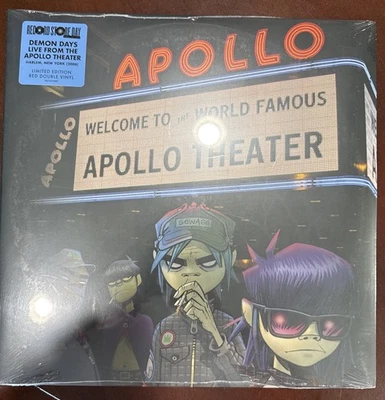 RECORD STORE DAY
DEMON DAYS
LIVE FROM THE
APOLLO THEATER
HARLEM, NEW YORK (2006)
LIMITED EDITION
RED DOUBLE VINYL
APOLLO
WELCOME TO THE WORLD FAMOUS
APOLLO THEATER
APOLLO